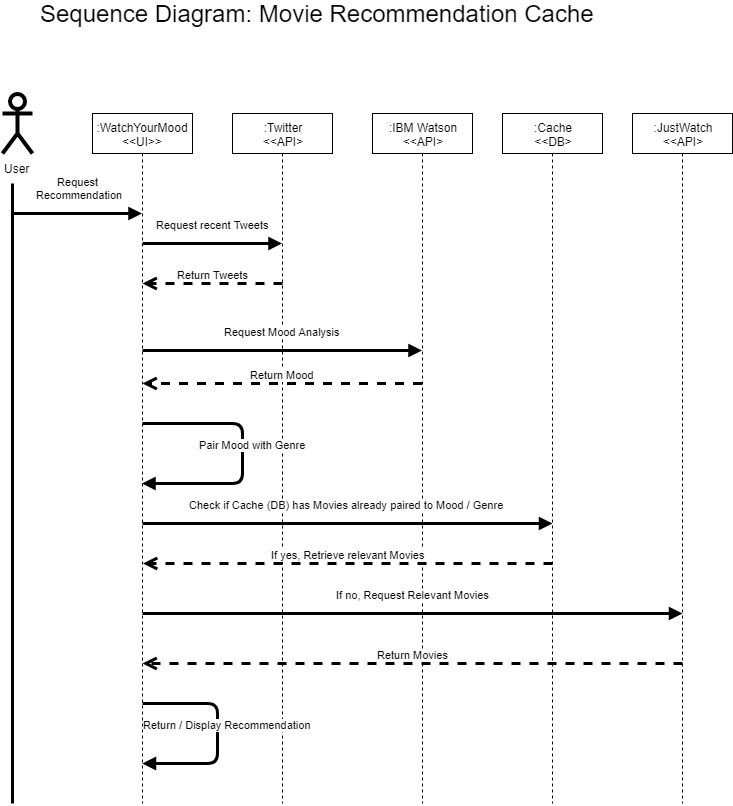 Sequence Diagram: Movie Recommendation Cache
:WatchYourMood
<<UI>>
:Twitter
<<API>>
:IBM Watson
<<API>>
:Cache
<<DB>>
:JustWatch
<<API>>
User
Request
Recommendation
Request recent Tweets
Return Tweets
Request Mood Analysis
Return Mood
Pair Mood with Genre
Check if Cache (DB) has Movies already paired to Mood / Genre
If yes, Retrieve relevant Movies
If no, Request Relevant Movies
Return Movies
Return / Display Recommendation